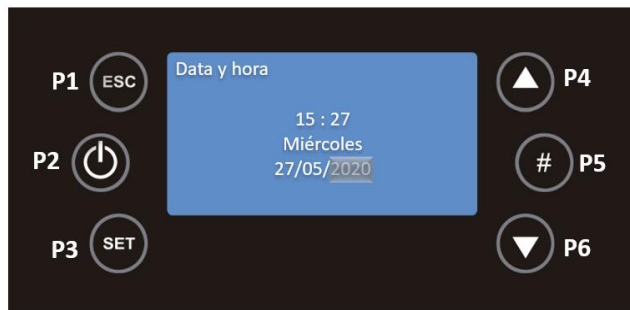 P1 ESC
Data y hora
P4
15 : 27
Miércoles
27/05/2020
P2
# P5
P3 SET
P6